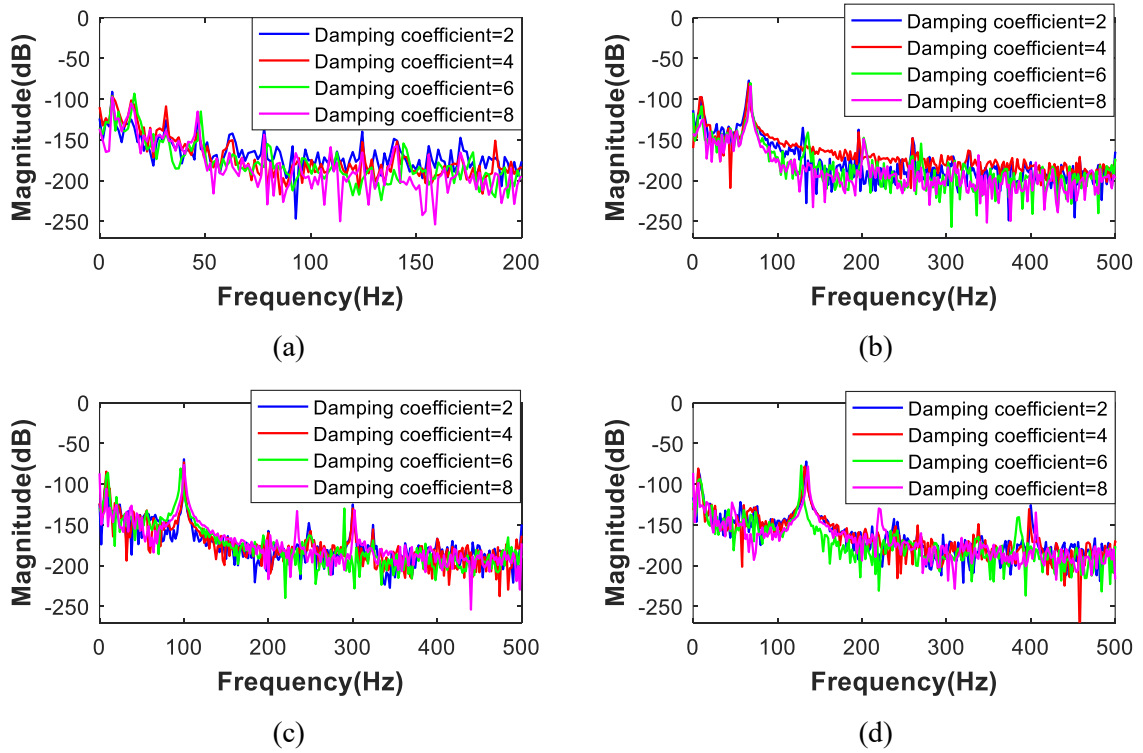 0
-50
-100
-150
-200
-250
Magnitude(dB)
0 50 100 150 200
Frequency(Hz)
Damping coefficient=2
Damping coefficient=4
Damping coefficient=6
Damping coefficient=8
(a)
0
-50
-100
-150
-200
-250
Magnitude(dB)
0 100 200 300 400 500
Frequency(Hz)
Damping coefficient=2
Damping coefficient=4
Damping coefficient=6
Damping coefficient=8
(b)
0
-50
-100
-150
-200
-250
Magnitude(dB)
0 100 200 300 400 500
Frequency(Hz)
Damping coefficient=2
Damping coefficient=4
Damping coefficient=6
Damping coefficient=8
(c)
0
-50
-100
-150
-200
-250
Magnitude(dB)
0 100 200 300 400 500
Frequency(Hz)
Damping coefficient=2
Damping coefficient=4
Damping coefficient=6
Damping coefficient=8
(d)